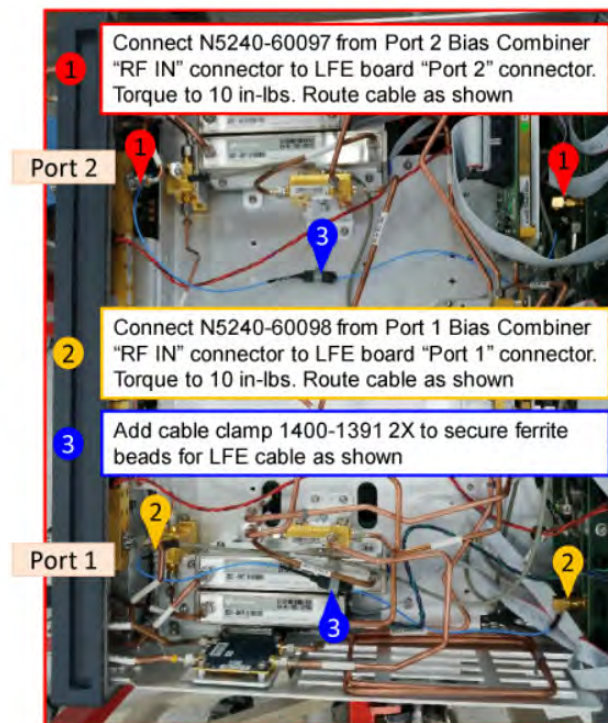 1
Connect N5240-60097 from Port 2 Bias Combiner
“RF IN” connector to LFE board “Port 2” connector.
Torque to 10 in-lbs. Route cable as shown
Port 2
1
1
3
2
Connect N5240-60098 from Port 1 Bias Combiner
“RF IN” connector to LFE board “Port 1” connector.
Torque to 10 in-lbs. Route cable as shown
3
Add cable clamp 1400-1391 2X to secure ferrite
beads for LFE cable as shown
2
Port 1
2
3